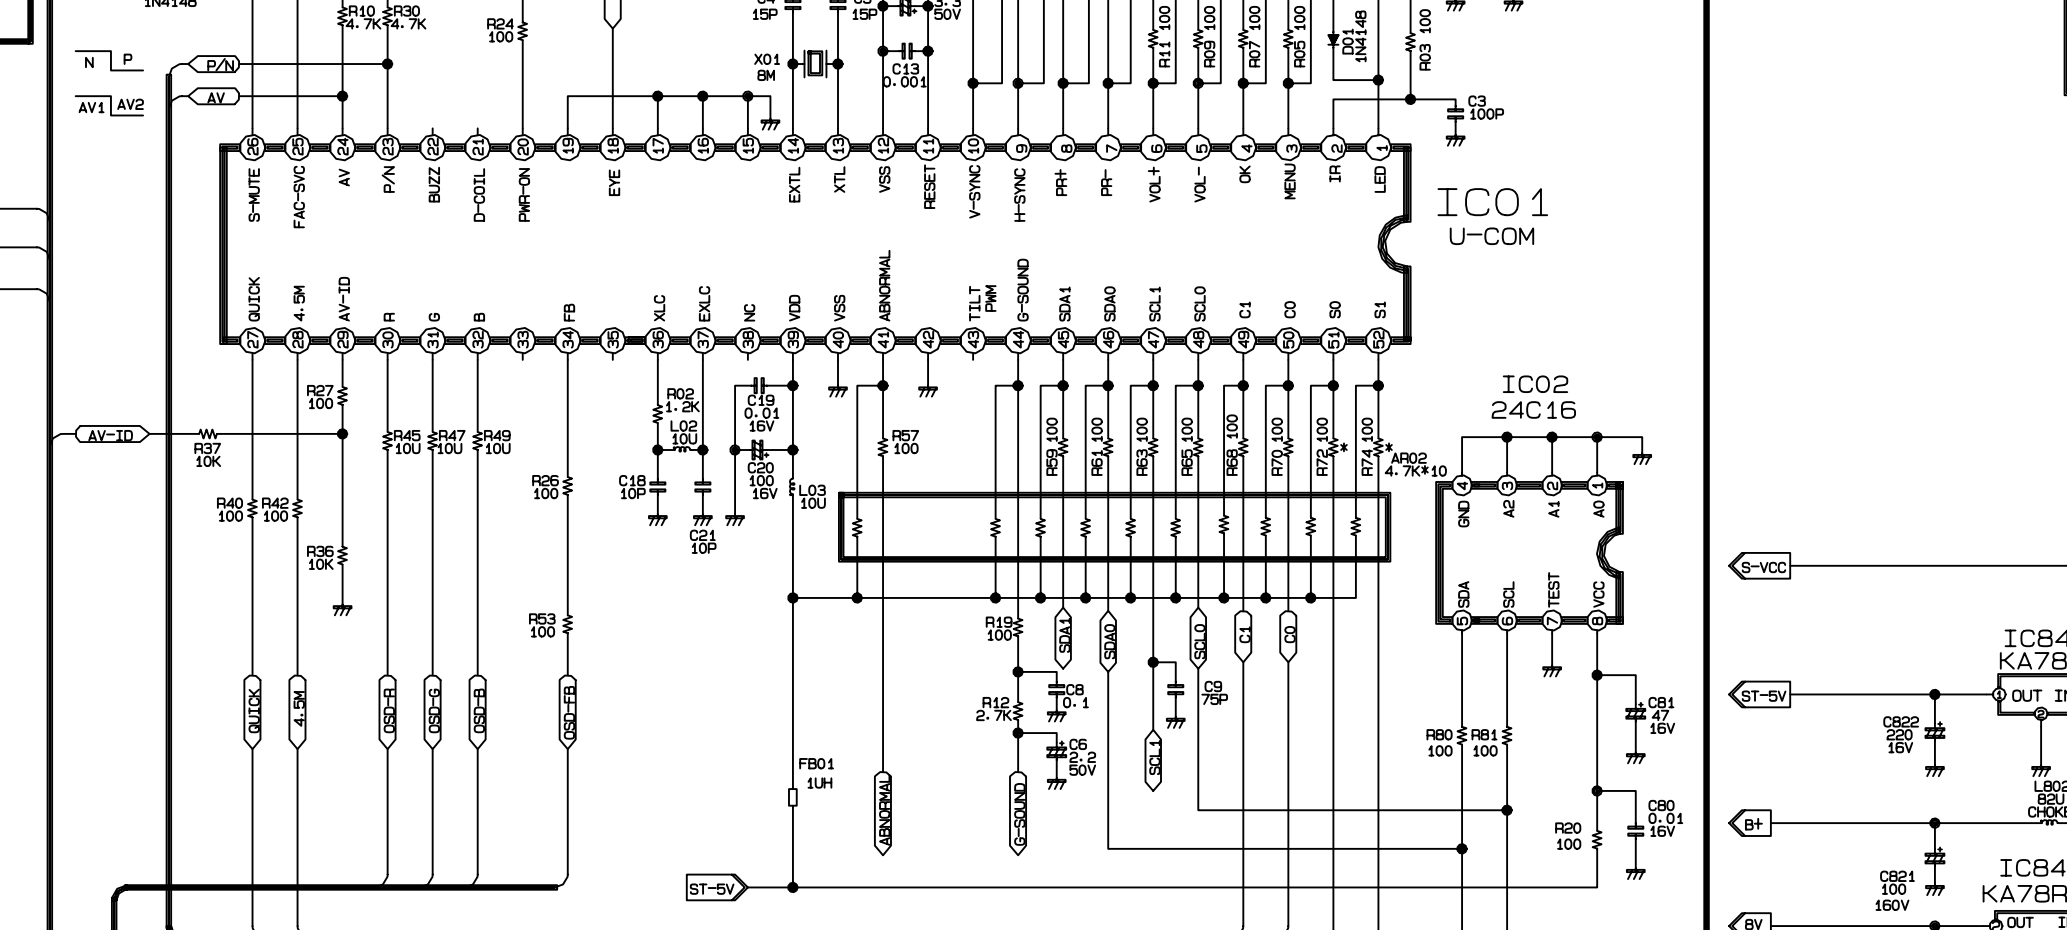 1N4148
R10
4.7K
R30
4.7K
R24
100
15P
15P
50V
X01
8M
C13
0.001
R11 100
R09 100
R07 100
R05 100
D01
1N4148
R03 100
C3
100P
N P
P/N
AV1 AV2
AV
26 25 24 23 22 21 20 19 18 17 16 15 14 13 12 11 10 9 8 7 6 5 4 3 2 1
S-MUTE
FAC-SVC
AV
P/N
BUZZ
D-COIL
PWR-ON
EYE
EXTL
XTL
VSS
RESET
V-SYNC
H-SYNC
PR+
PR-
VOL+
VOL-
OK
MENU
IR
LED
IC01
U-COM
QUICK
4.5M
AV-ID
R
G
B
FB
XLC
EXLC
NC
VDD
VSS
ABNORMAL
TILT
PWM
G-SOUND
SDA1
SDA0
SCL1
SCL0
C1
C0
S0
S1
27 28 29 30 31 32 33 34 35 36 37 38 39 40 41 42 43 44 45 46 47 48 49 50 51 52
R27
100
AV-ID
R37
10K
R45
10U
R47
10U
R49
10U
R40
100
R42
100
R36
10K
R26
100
R53
100
R02
1.2K
L02
10U
C18
10P
C21
10P
C19
0.01
16V
C20
100
16V
L03
10U
R57
100
R59 100
R61 100
R63 100
R65 100
R68 100
R70 100
R72 100
*
R74 100
*
AR02
4.7K*10
IC02
24C16
4 3 2 1
GND
A2
A1
A0
SDA
SCL
TEST
VCC
5 6 7 8
R19
100
R12
2.7K
C8
0.1
C6
2.2
50V
C9
75P
SDA1
SDA0
SCL1
SCL0
C1
C0
QUICK
4.5M
OSD-R
OSD-G
OSD-B
OSD-FB
FB01
1UH
ABNORMAL
G-SOUND
ST-5V
R80
100
R81
100
C81
47
16V
C80
0.01
16V
R20
100
S-VCC
IC84
KA78
ST-5V
1
OUT
2
C822
220
16V
L802
82U
CHOKE
B+
C821
100
160V
IC84
KA78R
8V
OUT